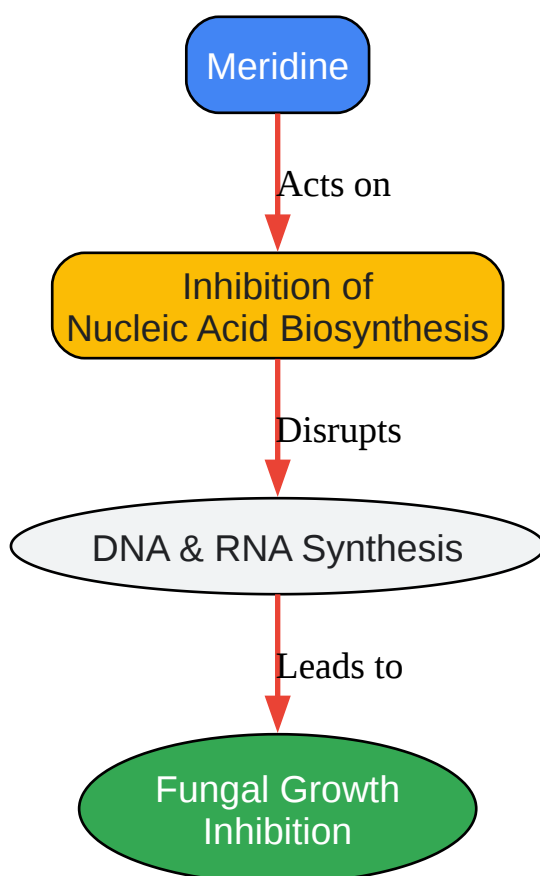 Meridine
Acts on
Inhibition of
Nucleic Acid Biosynthesis
Disrupts
DNA & RNA Synthesis
Leads to
Fungal Growth
Inhibition